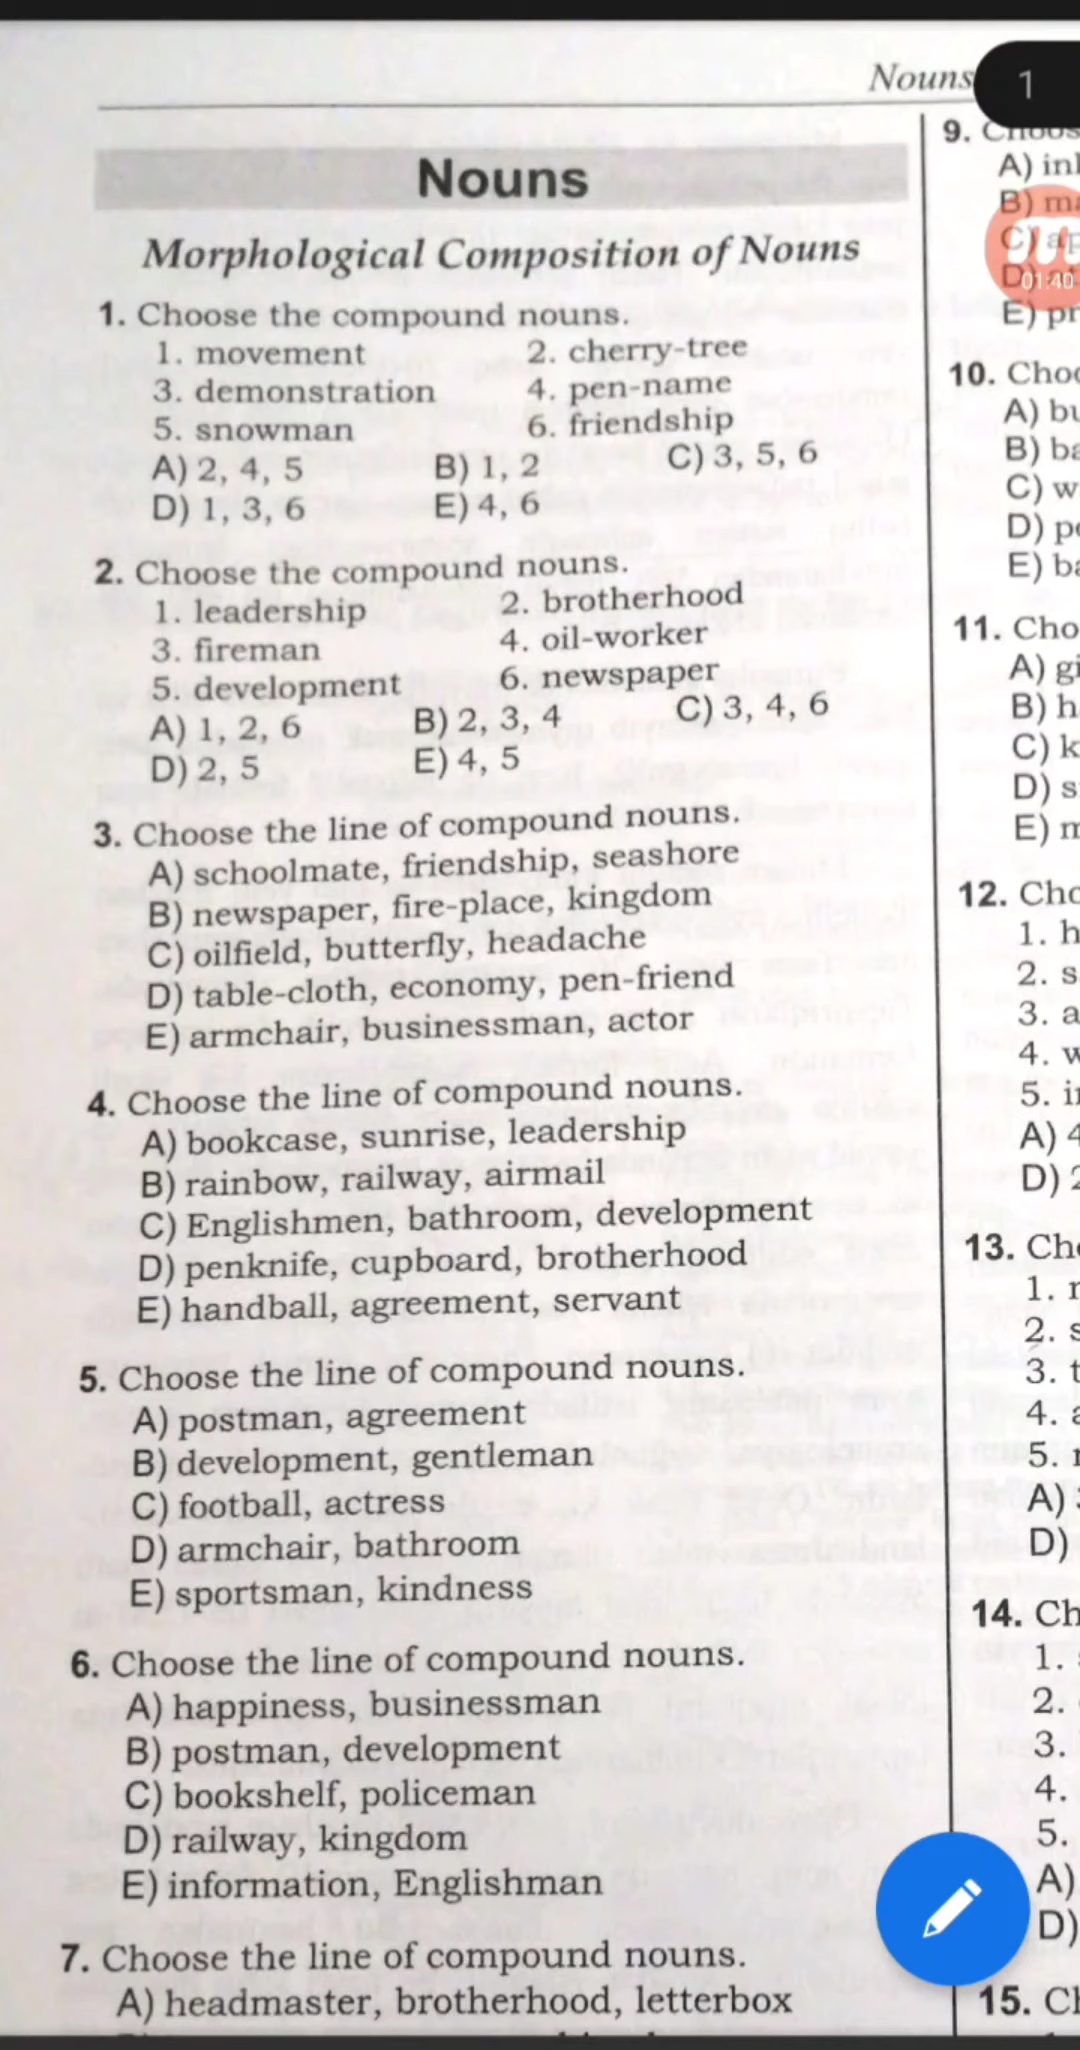 Nouns
1
Nouns
Morphological Composition of Nouns
1. Choose the compound nouns.
1. movement 2. cherry-tree
3. demonstration 4. pen-name
5. snowman 6. friendship
A) 2, 4, 5 B) 1, 2 C) 3, 5, 6
D) 1, 3, 6 E) 4, 6
2. Choose the compound nouns.
1. leadership 2. brotherhood
3. fireman 4. oil-worker
5. development 6. newspaper
A) 1, 2, 6 B) 2, 3, 4 C) 3, 4, 6
D) 2, 5 E) 4, 5
3. Choose the line of compound nouns.
A) schoolmate, friendship, seashore
B) newspaper, fire-place, kingdom
C) oilfield, butterfly, headache
D) table-cloth, economy, pen-friend
E) armchair, businessman, actor
4. Choose the line of compound nouns.
A) bookcase, sunrise, leadership
B) rainbow, railway, airmail
C) Englishmen, bathroom, development
D) penknife, cupboard, brotherhood
E) handball, agreement, servant
5. Choose the line of compound nouns.
A) postman, agreement
B) development, gentleman
C) football, actress
D) armchair, bathroom
E) sportsman, kindness
6. Choose the line of compound nouns.
A) happiness, businessman
B) postman, development
C) bookshelf, policeman
D) railway, kingdom
E) information, Englishman
7. Choose the line of compound nouns.
A) headmaster, brotherhood, letterbox
9.
A)
B)
C)
01:40
E)
10.
A)
B)
C)
D)
E)
11.
A)
B)
C)
D)
E)
12.
1.
2.
3.
4.
5.
A)
D)
13.
1.
2.
3.
4.
5.
A)
D)
14.
1.
2.
3.
4.
5.
A)
D)
15.